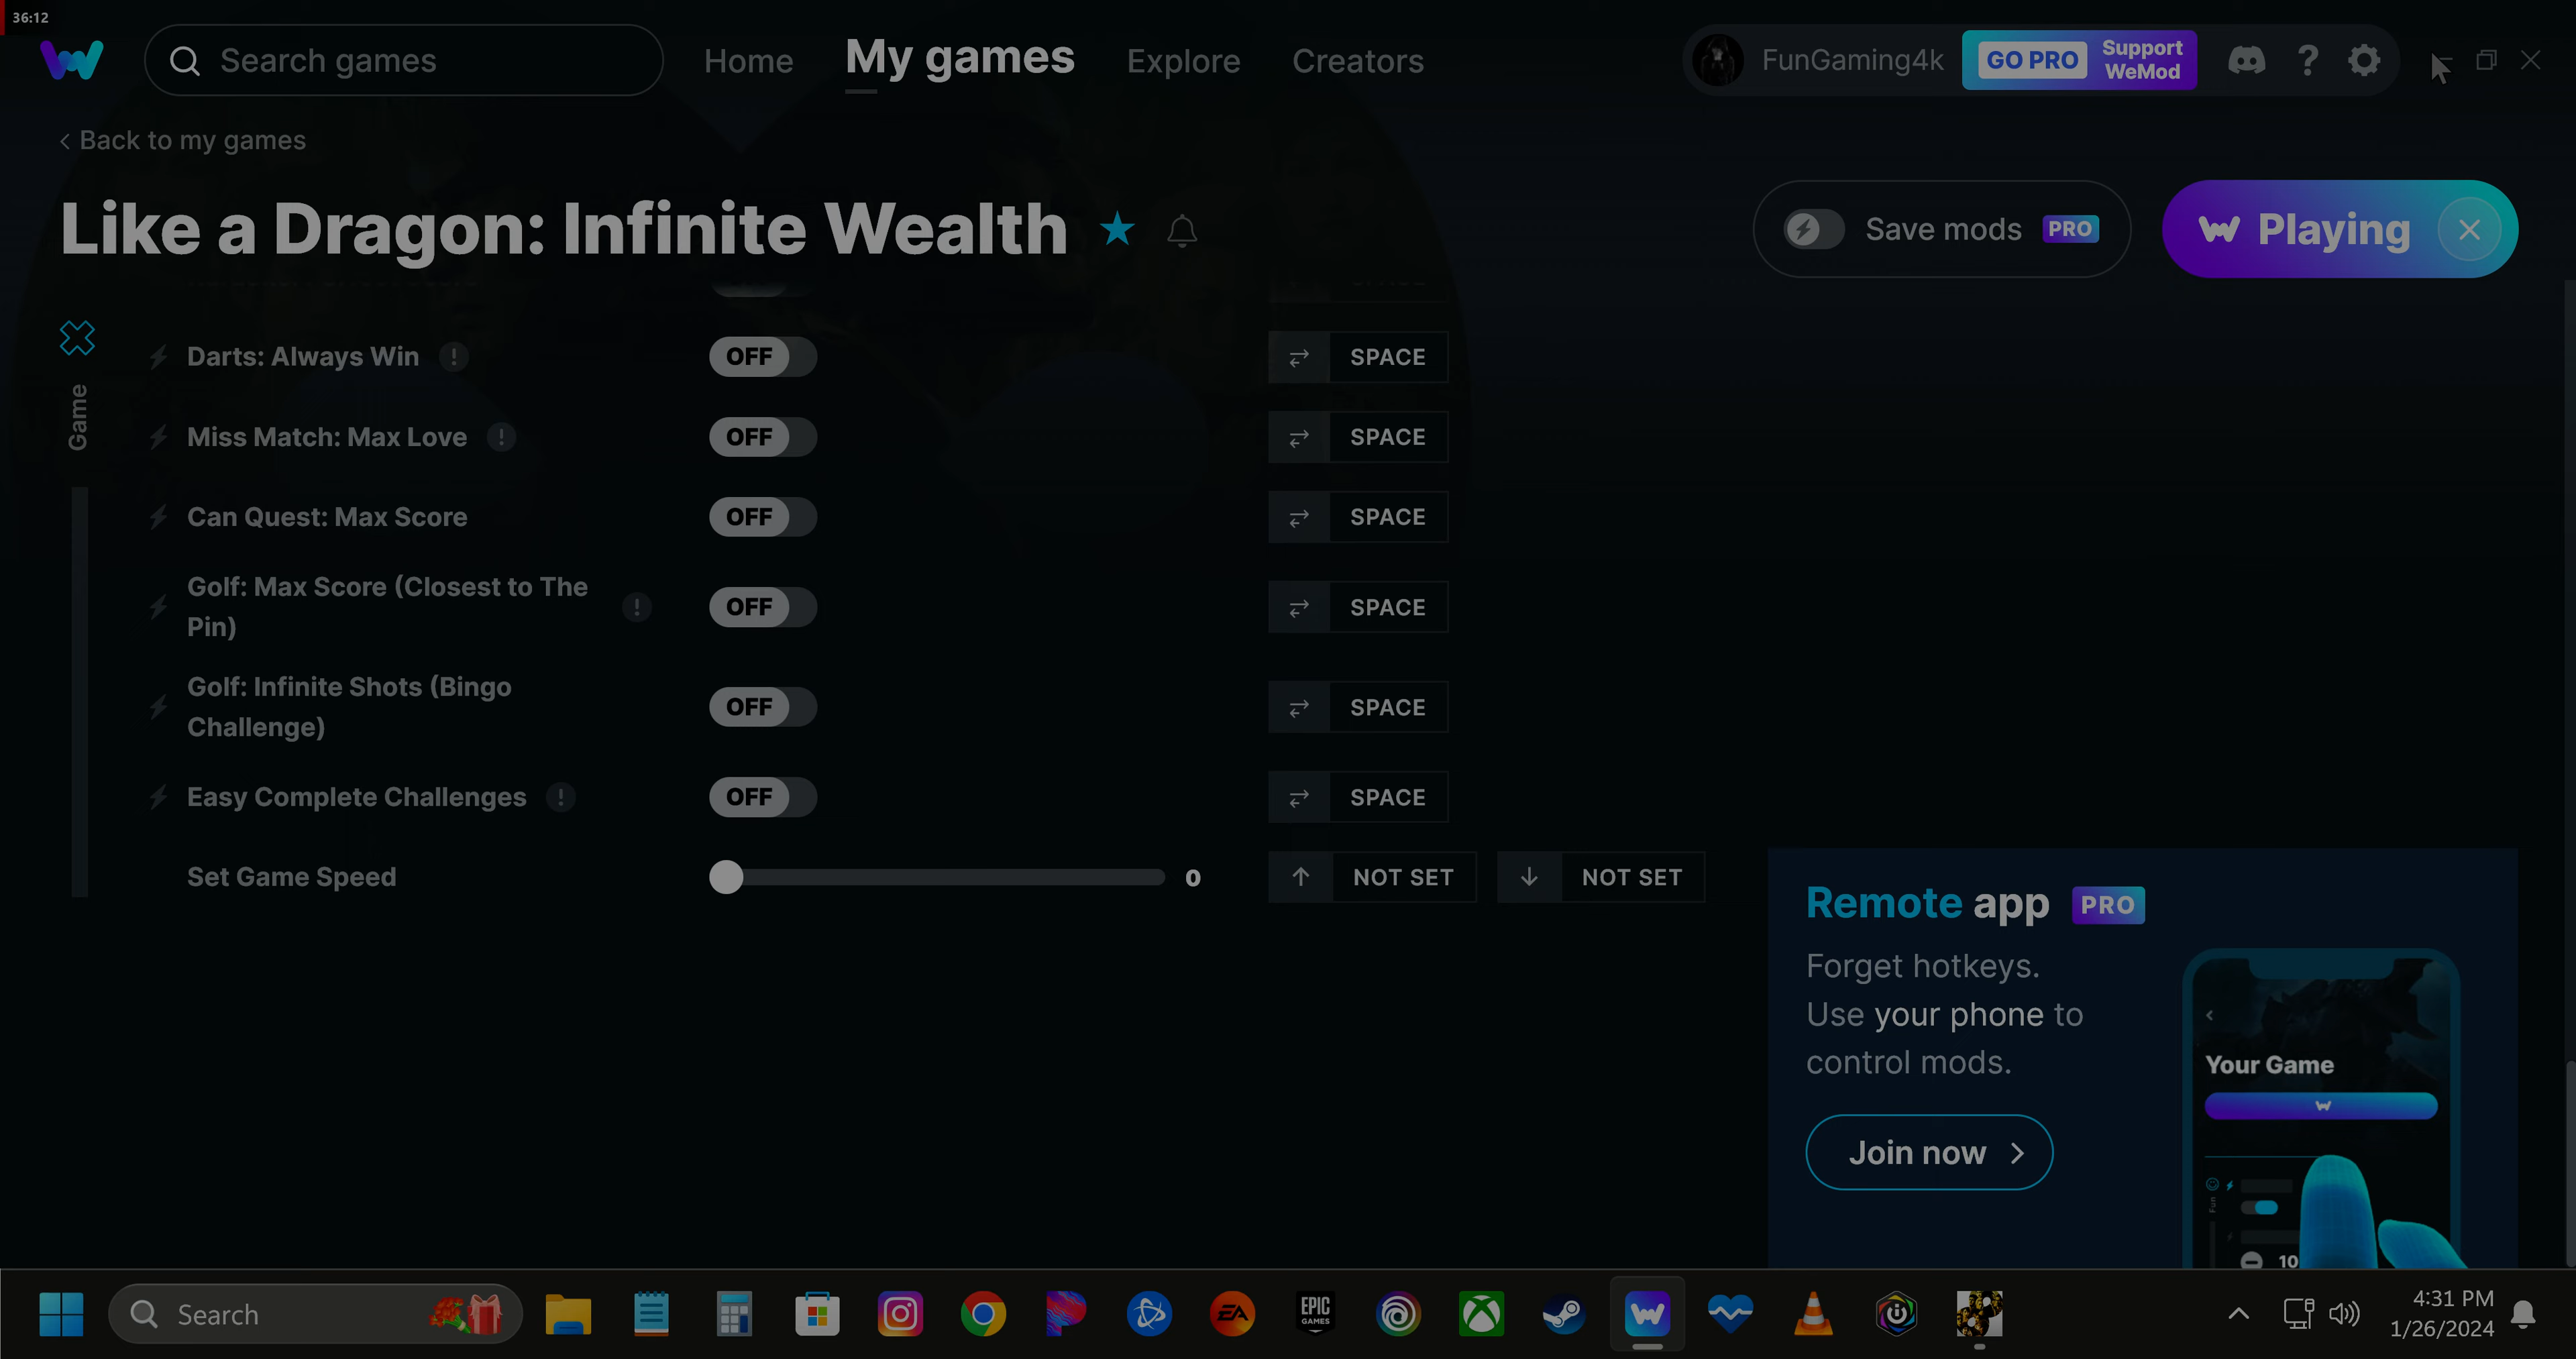 36:12
Search games
Home
My games
Explore
Creators
FunGaming4k
GO PRO
Support
WeMod
?
Back to my games
Like a Dragon: Infinite Wealth
Save mods PRO
Playing
Game
Darts: Always Win !
OFF
SPACE
Miss Match: Max Love !
OFF
SPACE
Can Quest: Max Score
OFF
SPACE
Golf: Max Score (Closest to The
Pin) !
OFF
SPACE
Golf: Infinite Shots (Bingo
Challenge)
OFF
SPACE
Easy Complete Challenges !
OFF
SPACE
Set Game Speed
0
NOT SET
NOT SET
Remote app PRO
Forget hotkeys.
Use your phone to
control mods.
Join now
Your Game
Fun
10
Search
EA
EPIC
GAMES
4:31 PM
1/26/2024